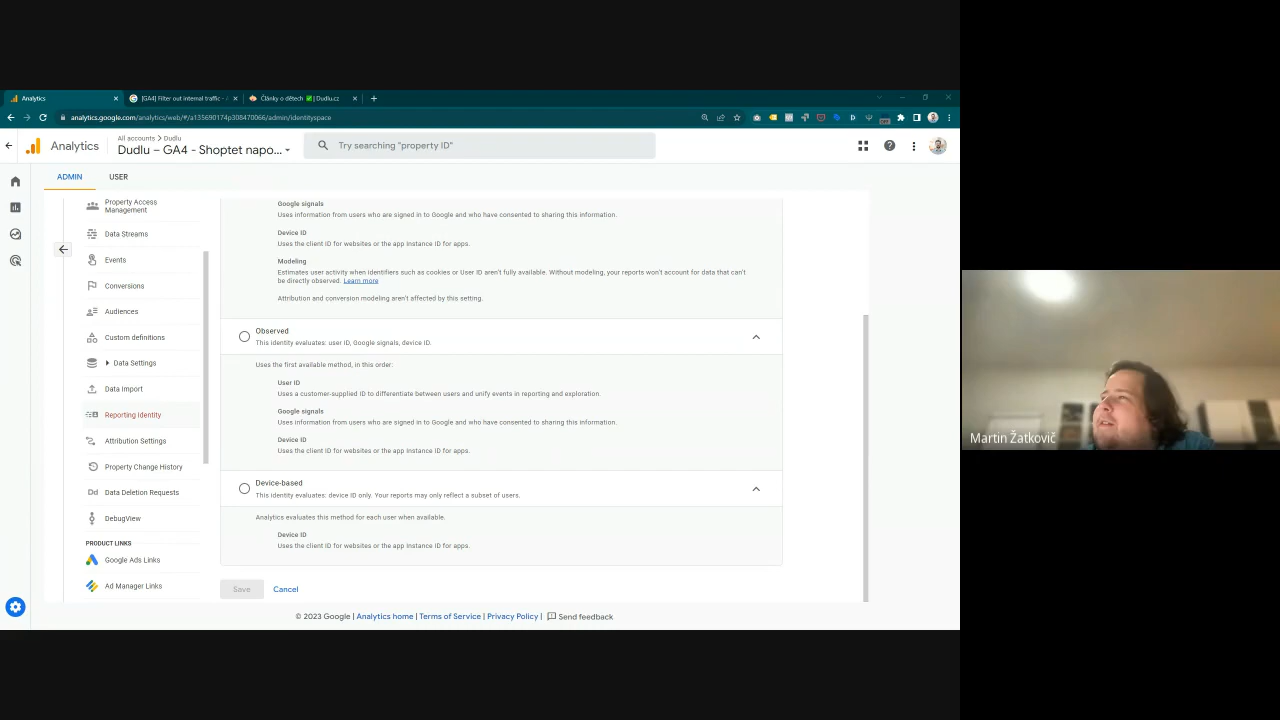 Analytics
[GA4] Filter out internal traffic -
Články o dětech ✅ | Dudlu.cz
analytics.google.com/analytics/web/#/a135690174p308470066/admin/identityspace
Analytics
All accounts > Dudlu
Dudlu – GA4 - Shoptet napo...
Try searching "property ID"
ADMIN
USER
Property Access
Management
Data Streams
Events
Conversions
Audiences
Custom definitions
Data Settings
Data Import
Reporting Identity
Attribution Settings
Property Change History
Dd Data Deletion Requests
DebugView
PRODUCT LINKS
Google Ads Links
Ad Manager Links
Google signals
Uses information from users who are signed in to Google and who have consented to sharing this information.
Device ID
Uses the client ID for websites or the app instance ID for apps.
Modeling
Estimates user activity when identifiers such as cookies or User ID aren't fully available. Without modeling, your reports won't account for data that can't
be directly observed. Learn more
Attribution and conversion modeling aren't affected by this setting.
Observed
This identity evaluates: user ID, Google signals, device ID.
Uses the first available method, in this order:
User ID
Uses a customer-supplied ID to differentiate between users and unify events in reporting and exploration.
Google signals
Uses information from users who are signed in to Google and who have consented to sharing this information.
Device ID
Uses the client ID for websites or the app instance ID for apps.
Device-based
This identity evaluates: device ID only. Your reports may only reflect a subset of users.
Analytics evaluates this method for each user when available.
Device ID
Uses the client ID for websites or the app instance ID for apps.
Save
Cancel
© 2023 Google | Analytics home | Terms of Service | Privacy Policy | Send feedback
Martin Žatkovič